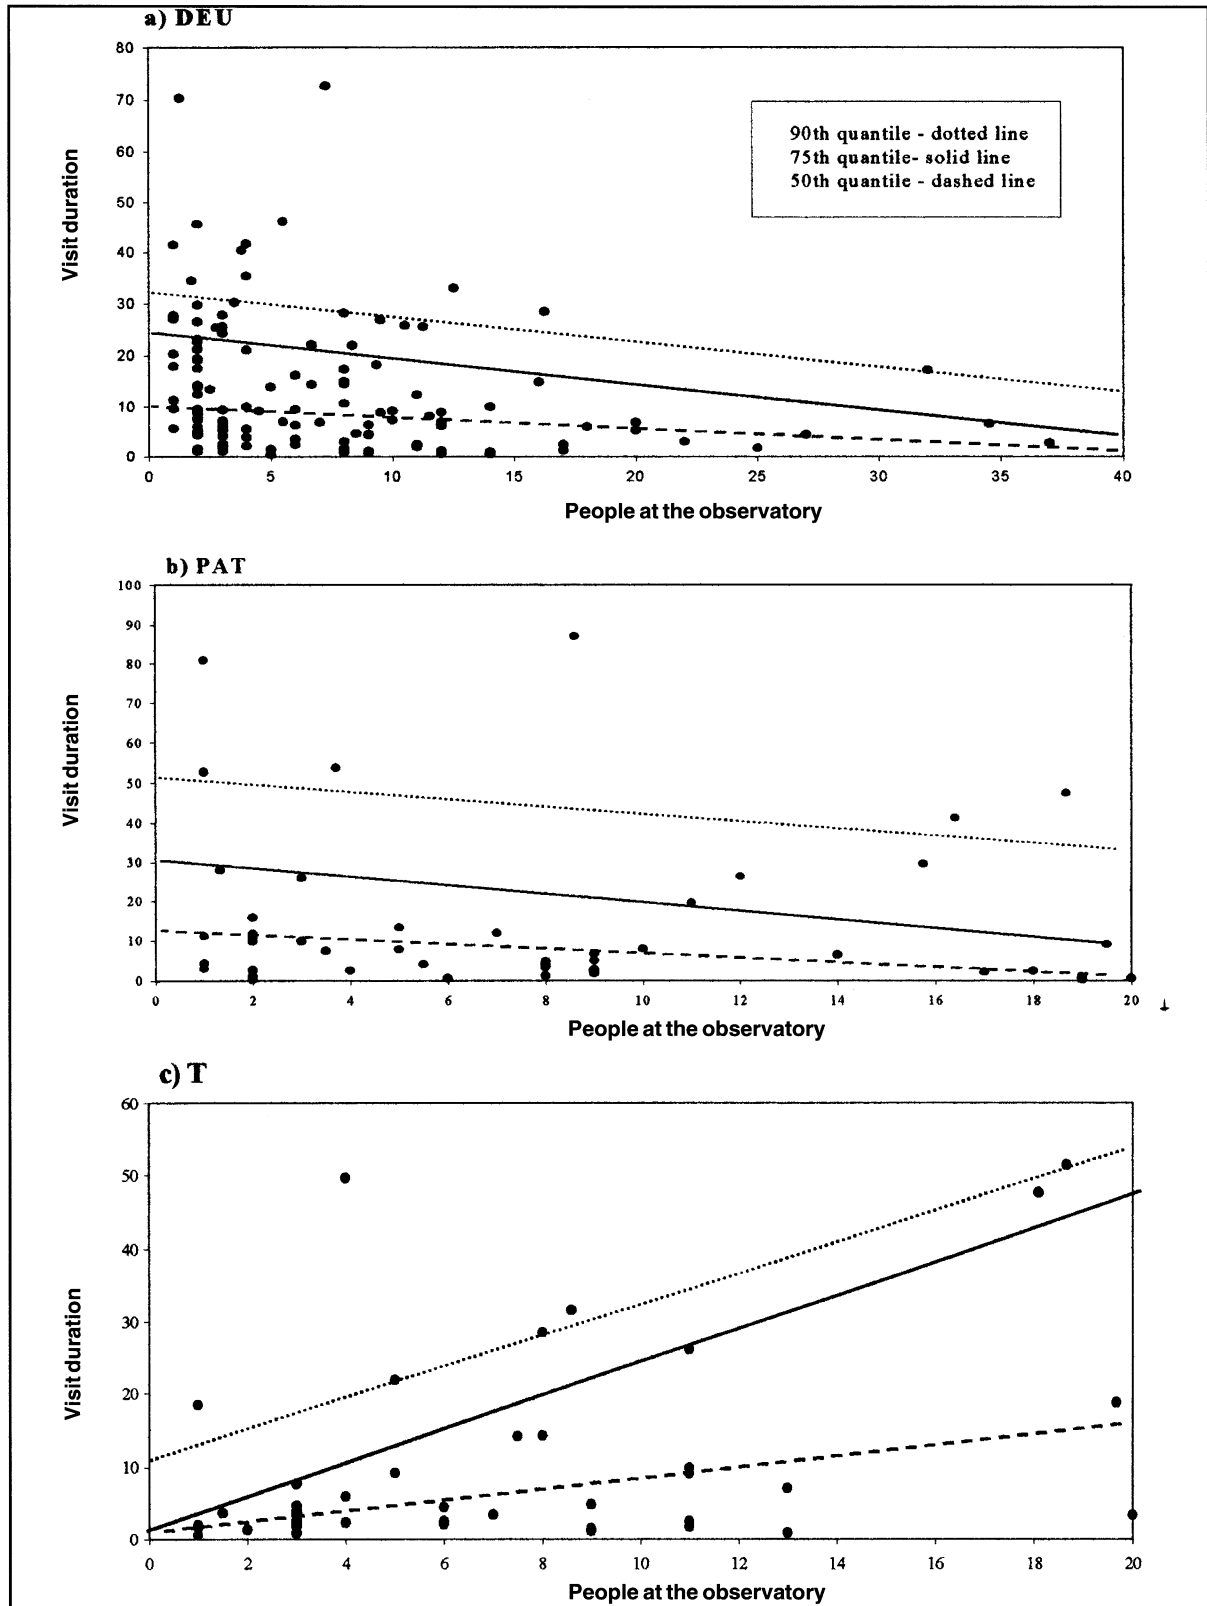 a) DEU
80
70
60
50
40
30
20
10
0
Visit duration
90th quantile - dotted line
75th quantile- solid line
50th quantile - dashed line
0 5 10 15 20 25 30 35 40
People at the observatory
b) PAT
100
90
80
70
60
50
40
30
20
10
0
Visit duration
0 2 4 6 8 10 12 14 16 18 20
People at the observatory
c) T
60
50
40
30
20
10
0
Visit duration
0 2 4 6 8 10 12 14 16 18 20
People at the observatory